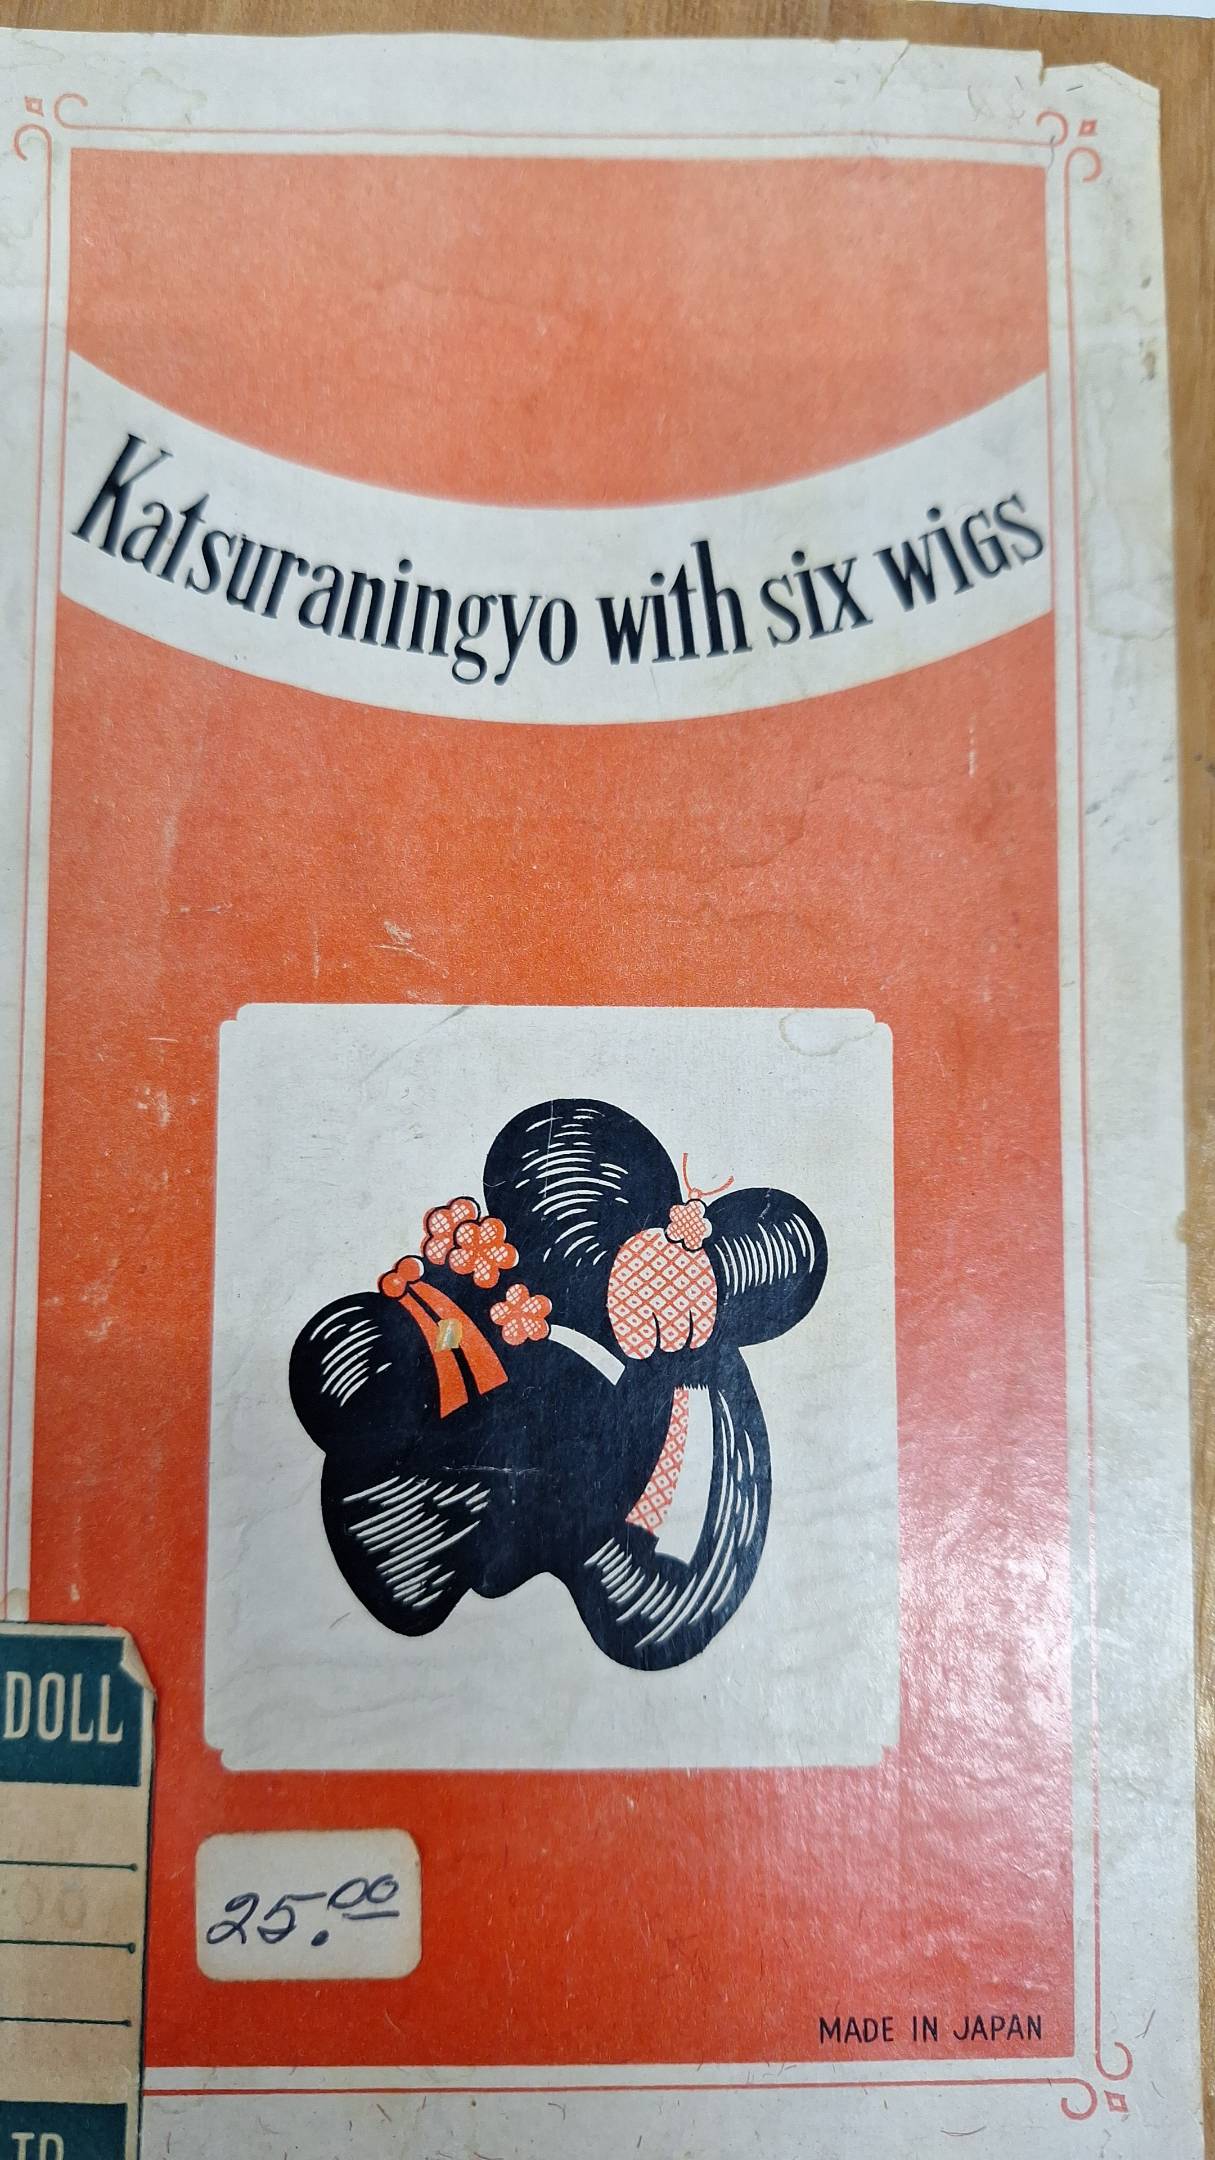 Katsuraningyo with six wigs
DOLL
25.00
MADE IN JAPAN